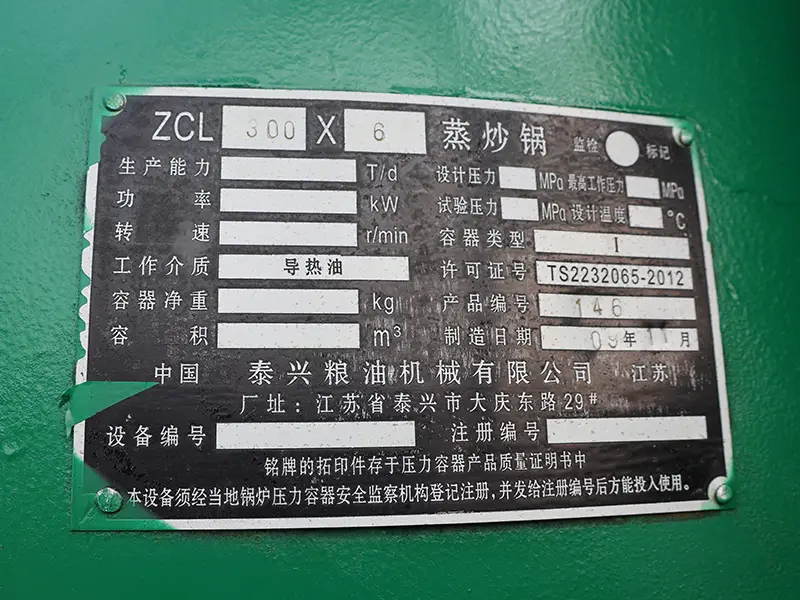 ZCL 300 X 6 蒸炒锅 监检 标记
生产能力 T/d 设计压力 MPa 最高工作压力 MPa
功率 kW 试验压力 MPa 设计温度 °C
转速 r/min 容器类型 I
工作介质 导热油 许可证号 TS2232065-2012
容器净重 kg 产品编号 146
容积 m³ 制造日期 09年11月
中国 泰兴粮油机械有限公司 江苏
厂址：江苏省泰兴市大庆东路29#
设备编号 注册编号
铭牌的拓印件存于压力容器产品质量证明书中
本设备须经当地锅炉压力容器安全监察机构登记注册，并发给注册编号后方能投入使用。